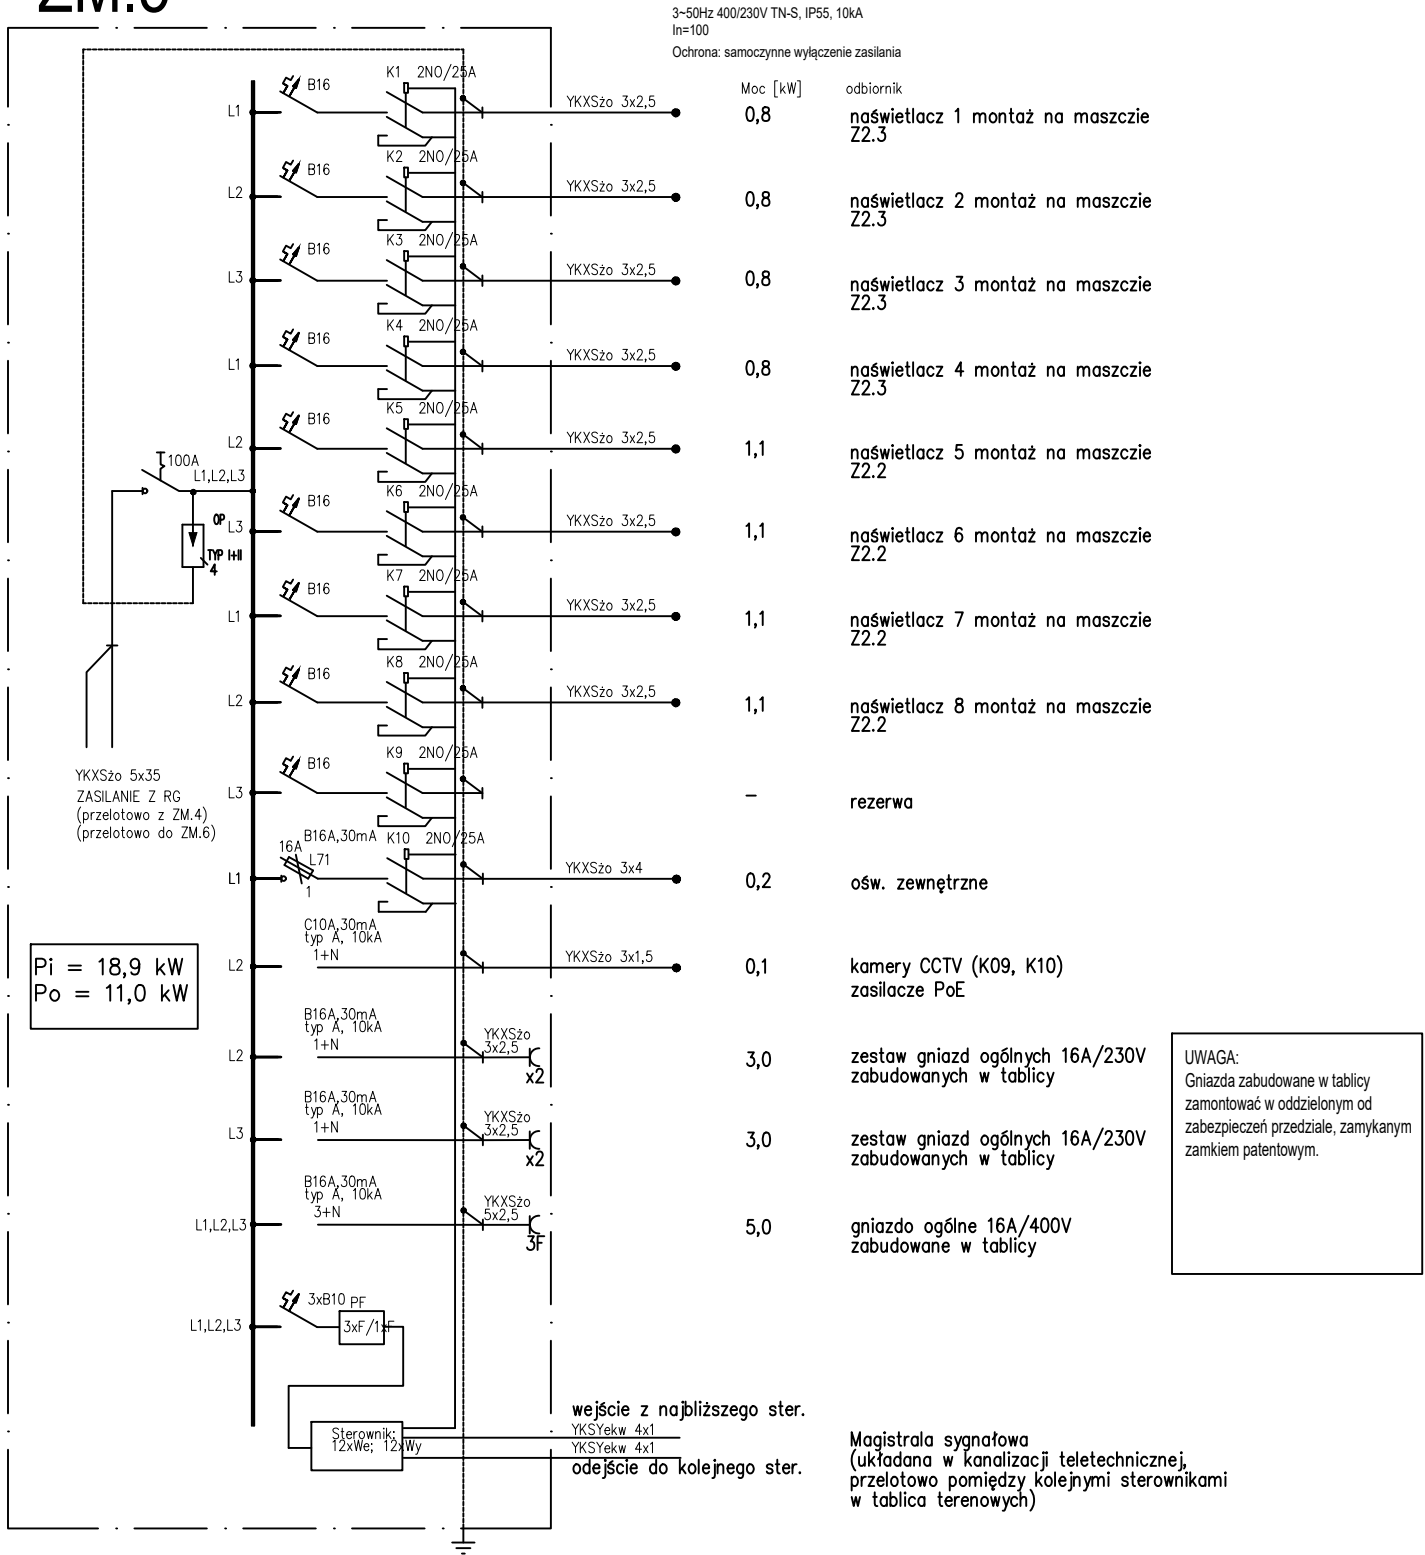 3~50Hz 400/230V TN-S, IP55, 10kA
In=100
Ochrona: samoczynne wyłączenie zasilania
Moc [kW] odbiornik
L1 B16 K1 2NO/25A YKXSżo 3x2,5 0,8 naświetlacz 1 montaż na maszczie
Z2.3
L2 B16 K2 2NO/25A YKXSżo 3x2,5 0,8 naświetlacz 2 montaż na maszczie
Z2.3
L3 B16 K3 2NO/25A YKXSżo 3x2,5 0,8 naświetlacz 3 montaż na maszczie
Z2.3
L1 B16 K4 2NO/25A YKXSżo 3x2,5 0,8 naświetlacz 4 montaż na maszczie
Z2.3
L2 B16 K5 2NO/25A YKXSżo 3x2,5 1,1 naświetlacz 5 montaż na maszczie
Z2.2
100A
L1,L2,L3
OP
TYP I+II
4
L3 B16 K6 2NO/25A YKXSżo 3x2,5 1,1 naświetlacz 6 montaż na maszczie
Z2.2
L1 B16 K7 2NO/25A YKXSżo 3x2,5 1,1 naświetlacz 7 montaż na maszczie
Z2.2
L2 B16 K8 2NO/25A YKXSżo 3x2,5 1,1 naświetlacz 8 montaż na maszczie
Z2.2
YKXSżo 5x35
ZASILANIE Z RG
(przelotowo z ZM.4)
(przelotowo do ZM.6)
L3 B16 K9 2NO/25A – rezerwa
B16A,30mA K10 2NO/25A
16A
L71
1
L1 YKXSżo 3x4 0,2 ośw. zewnętrzne
C10A,30mA
typ A, 10kA
1+N
L2 YKXSżo 3x1,5 0,1 kamery CCTV (K09, K10)
zasilacze PoE
Pi = 18,9 kW
Po = 11,0 kW
B16A,30mA
typ A, 10kA
1+N
L2 YKXSżo
3x2,5
x2
3,0 zestaw gniazd ogólnych 16A/230V
zabudowanych w tablicy
B16A,30mA
typ A, 10kA
1+N
L3 YKXSżo
3x2,5
x2
3,0 zestaw gniazd ogólnych 16A/230V
zabudowanych w tablicy
B16A,30mA
typ A, 10kA
3+N
L1,L2,L3 YKXSżo
5x2,5
3F
5,0 gniazdo ogólne 16A/400V
zabudowane w tablicy
UWAGA:
Gniazda zabudowane w tablicy
zamontować w oddzielonym od
zabezpieczeń przedziale, zamykanym
zamkiem patentowym.
L1,L2,L3 3xB10 PF
3xF/1xF
Sterownik:
12xWe; 12xWy
wejście z najbliższego ster.
YKSYekw 4x1
YKSYekw 4x1
odejście do kolejnego ster.
Magistrala sygnałowa
(układana w kanalizacji teletechnicznej,
przelotowo pomiędzy kolejnymi sterownikami
w tablica terenowych)